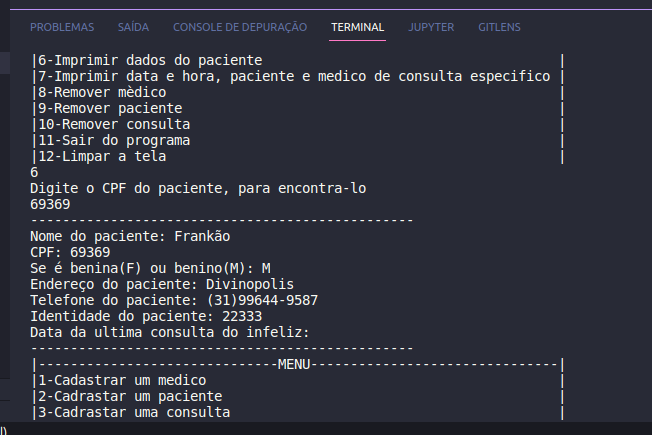 PROBLEMAS SAÍDA CONSOLE DE DEPURAÇÃO TERMINAL JUPYTER GITLENS
|6-Imprimir dados do paciente |
|7-Imprimir data e hora, paciente e medico de consulta especifico |
|8-Remover mèdico |
|9-Remover paciente |
|10-Remover consulta |
|11-Sair do programa |
|12-Limpar a tela |
6
Digite o CPF do paciente, para encontra-lo
69369
------------------------------------------------
Nome do paciente: Frankão
CPF: 69369
Se é benina(F) ou benino(M): M
Endereço do paciente: Divinopolis
Telefone do paciente: (31)99644-9587
Identidade do paciente: 22333
Data da ultima consulta do infeliz:
------------------------------------------------
|------------------------------MENU-------------------------------|
|1-Cadastrar um medico |
|2-Cadrastar um paciente |
|3-Cadrastar uma consulta |